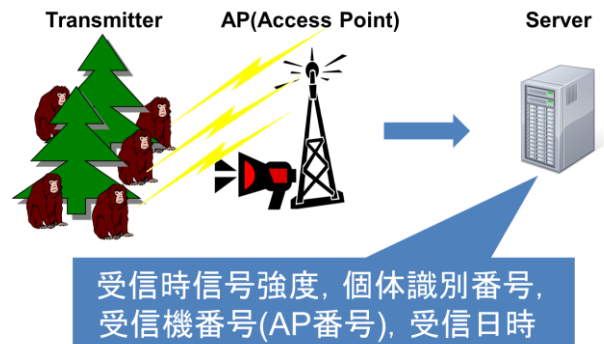 Transmitter
AP(Access Point)
Server
受信時信号強度, 個体識別番号,
受信機番号(AP番号), 受信日時